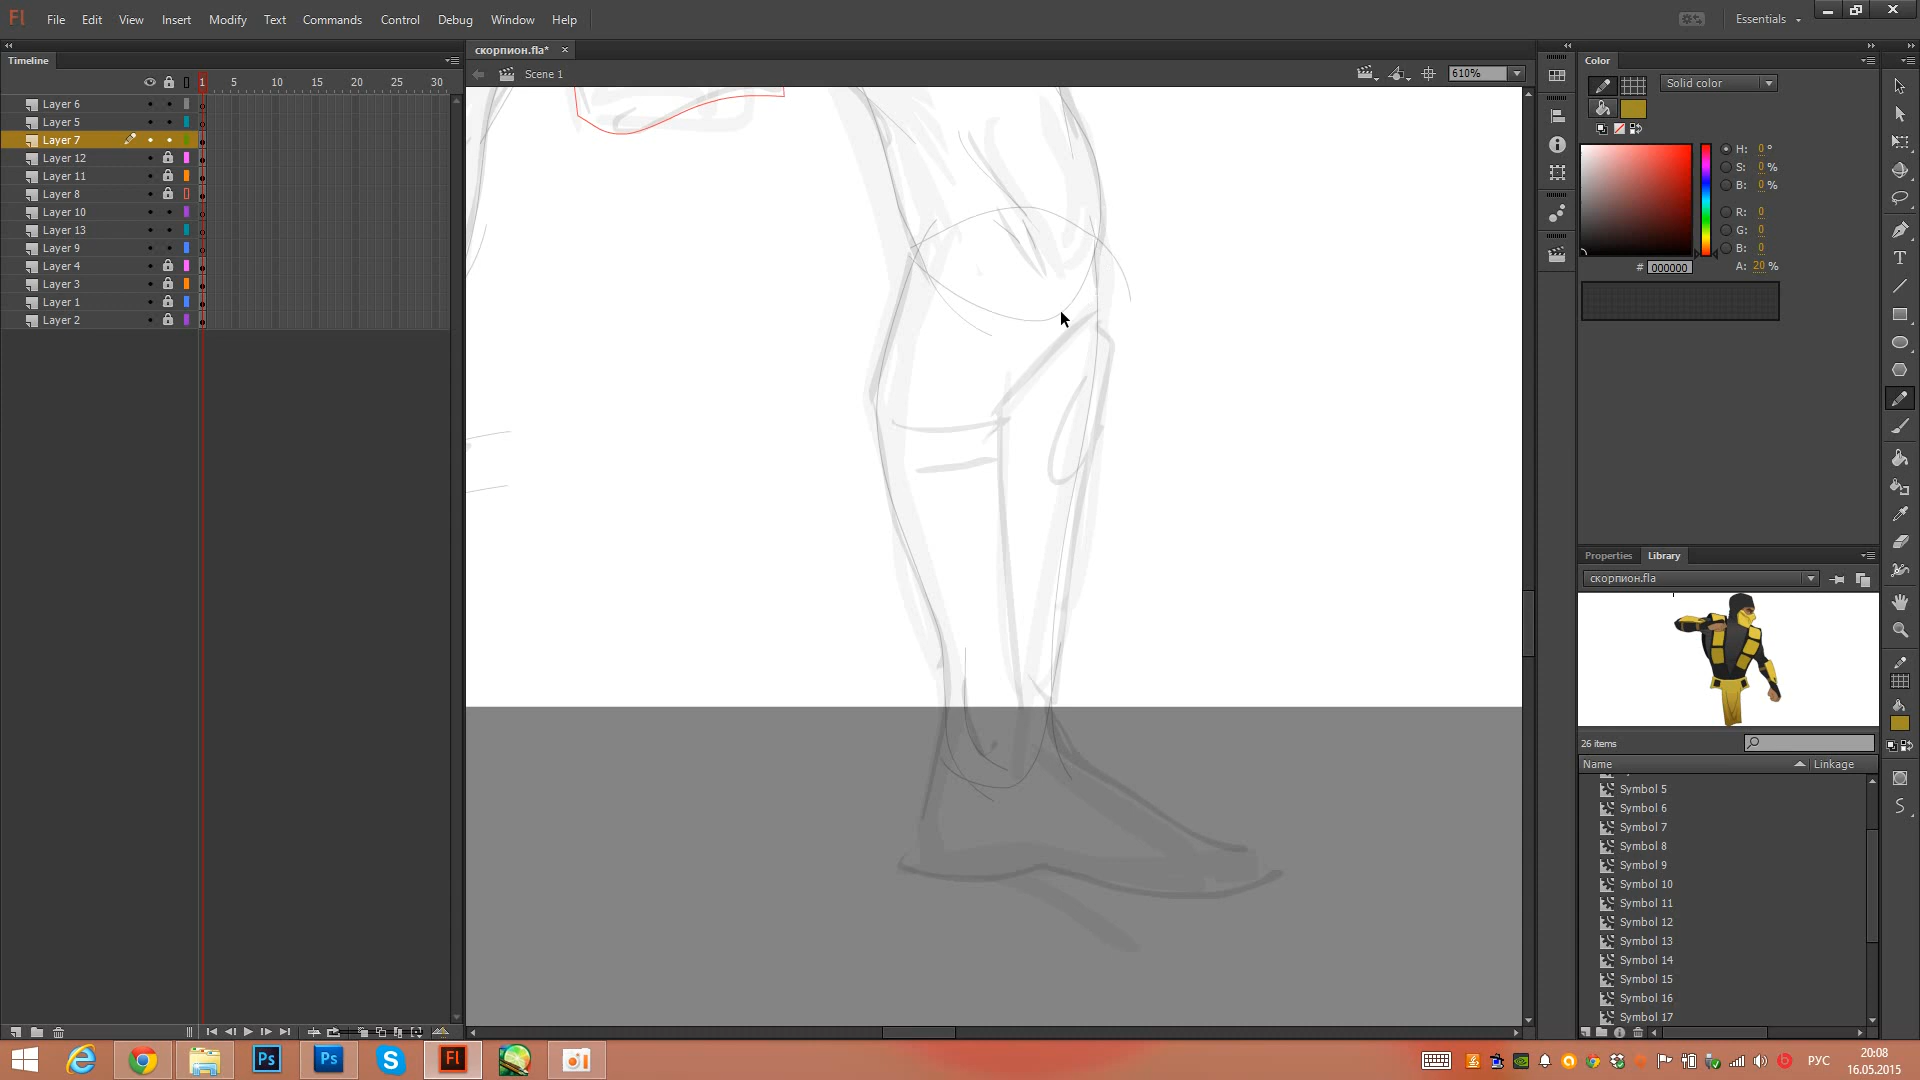 Fl File Edit View Insert Modify Text Commands Control Debug Window Help Essentials
Timeline
скорпион.fla*
Scene 1
610%
1 5 10 15 20 25 30
Layer 6
Layer 5
Layer 7
Layer 12
Layer 11
Layer 8
Layer 10
Layer 13
Layer 9
Layer 4
Layer 3
Layer 1
Layer 2
Color
Solid color
H: 0 °
S: 0 %
B: 0 %
R: 0
G: 0
B: 0
# 000000
A: 20 %
Properties Library
скорпион.fla
26 items
Name Linkage
Symbol 5
Symbol 6
Symbol 7
Symbol 8
Symbol 9
Symbol 10
Symbol 11
Symbol 12
Symbol 13
Symbol 14
Symbol 15
Symbol 16
Symbol 17
Ps Ps Fl
РУС
20:08
16.05.2015